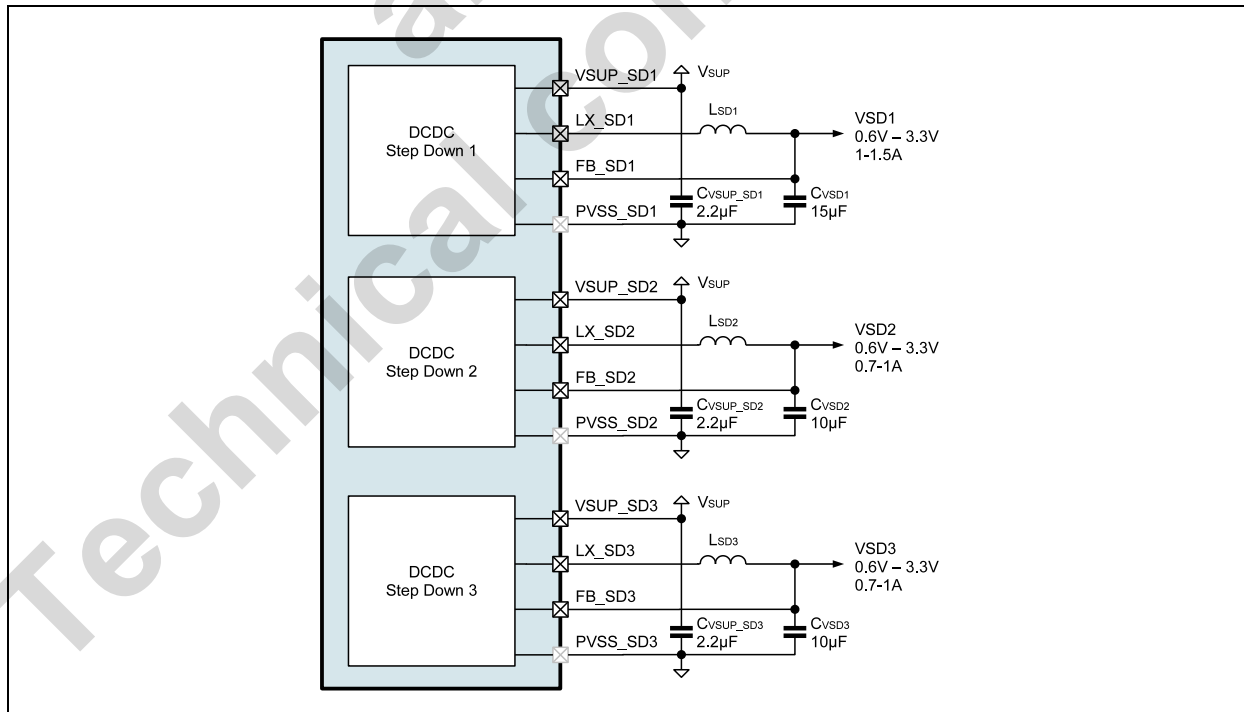 VSUP_SD1
VSUP
LSD1
LX_SD1
VSD1
0.6V – 3.3V
1-1.5A
DCDC
Step Down 1
FB_SD1
CVSUP_SD1
2.2µF
CVSD1
15µF
PVSS_SD1
VSUP_SD2
VSUP
LSD2
LX_SD2
VSD2
0.6V – 3.3V
0.7-1A
DCDC
Step Down 2
FB_SD2
CVSUP_SD2
2.2µF
CVSD2
10µF
PVSS_SD2
VSUP_SD3
VSUP
LSD3
LX_SD3
VSD3
0.6V – 3.3V
0.7-1A
DCDC
Step Down 3
FB_SD3
CVSUP_SD3
2.2µF
CVSD3
10µF
PVSS_SD3
Technical